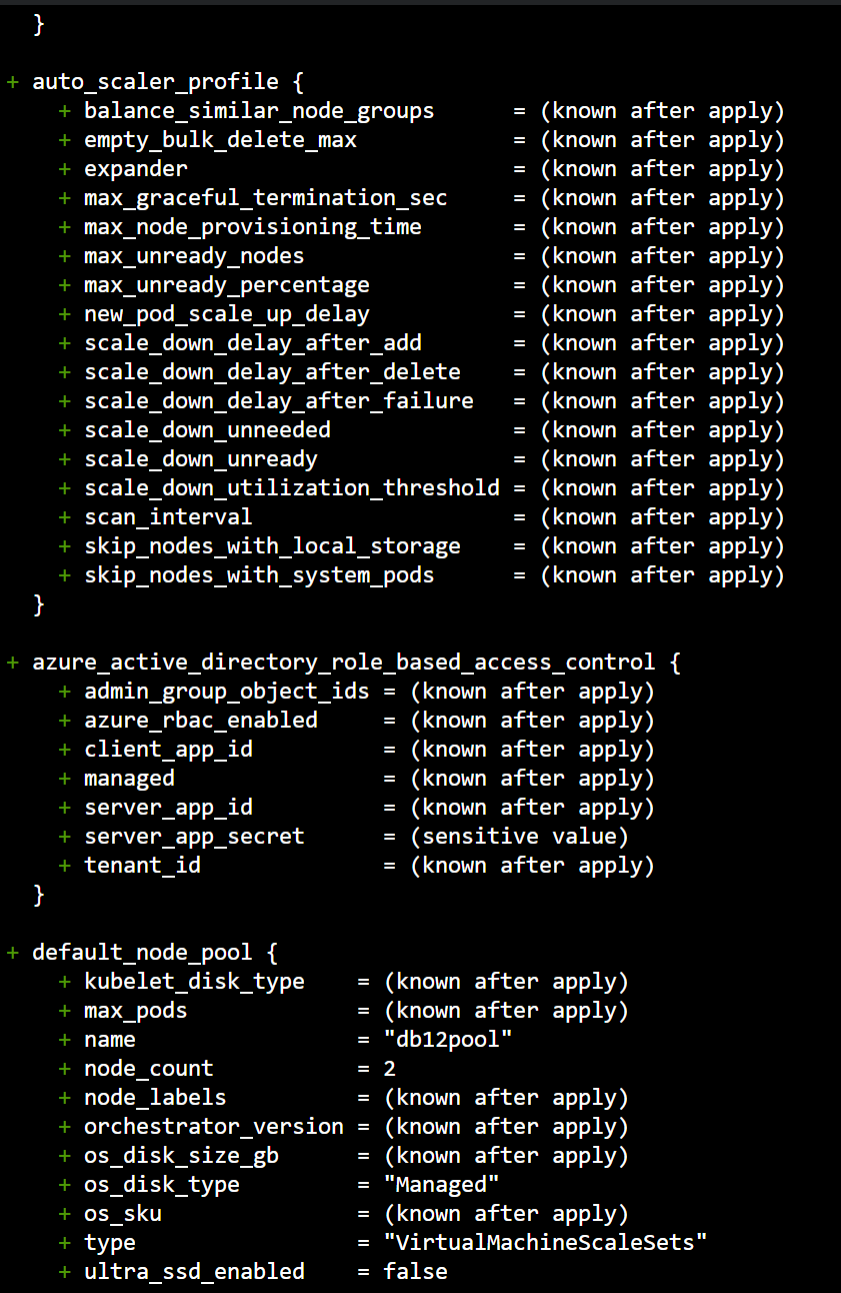 }
+ auto_scaler_profile {
+ balance_similar_node_groups = (known after apply)
+ empty_bulk_delete_max = (known after apply)
+ expander = (known after apply)
+ max_graceful_termination_sec = (known after apply)
+ max_node_provisioning_time = (known after apply)
+ max_unready_nodes = (known after apply)
+ max_unready_percentage = (known after apply)
+ new_pod_scale_up_delay = (known after apply)
+ scale_down_delay_after_add = (known after apply)
+ scale_down_delay_after_delete = (known after apply)
+ scale_down_delay_after_failure = (known after apply)
+ scale_down_unneeded = (known after apply)
+ scale_down_unready = (known after apply)
+ scale_down_utilization_threshold = (known after apply)
+ scan_interval = (known after apply)
+ skip_nodes_with_local_storage = (known after apply)
+ skip_nodes_with_system_pods = (known after apply)
}
+ azure_active_directory_role_based_access_control {
+ admin_group_object_ids = (known after apply)
+ azure_rbac_enabled = (known after apply)
+ client_app_id = (known after apply)
+ managed = (known after apply)
+ server_app_id = (known after apply)
+ server_app_secret = (sensitive value)
+ tenant_id = (known after apply)
}
+ default_node_pool {
+ kubelet_disk_type = (known after apply)
+ max_pods = (known after apply)
+ name = "db12pool"
+ node_count = 2
+ node_labels = (known after apply)
+ orchestrator_version = (known after apply)
+ os_disk_size_gb = (known after apply)
+ os_disk_type = "Managed"
+ os_sku = (known after apply)
+ type = "VirtualMachineScaleSets"
+ ultra_ssd_enabled = false